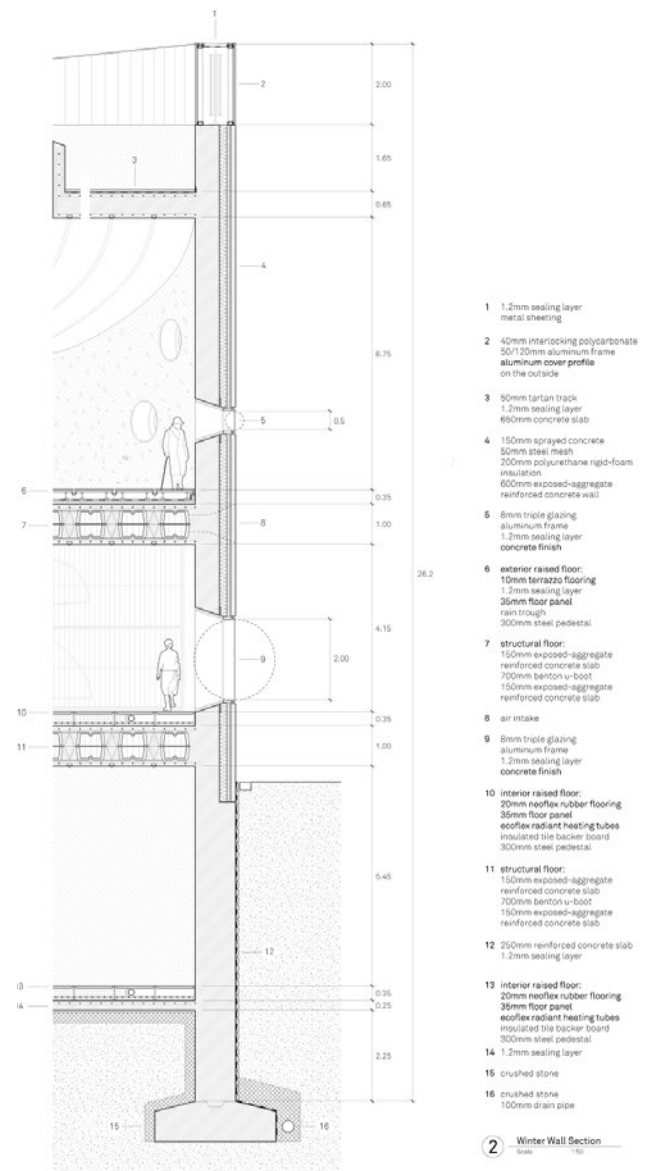 1
2
2.00
3
1.65
0.65
4
8.75
5
0.5
6
0.35
7
8
1.00
26.2
4.15
9
2.00
10
0.35
11
1.00
5.45
12
13
0.35
14
0.25
2.25
15
16
1 1.2mm sealing layer
metal sheeting
2 40mm interlocking polycarbonate
50/120mm aluminum frame
aluminum cover profile
on the outside
3 50mm tartan track
1.2mm sealing layer
650mm concrete slab
4 150mm sprayed concrete
50mm steel mesh
200mm polyurethane rigid-foam
insulation
600mm exposed-aggregate
reinforced concrete wall
5 8mm triple glazing
aluminum frame
1.2mm sealing layer
concrete finish
6 exterior raised floor:
10mm terrazzo flooring
1.2mm sealing layer
35mm floor panel
rain trough
300mm steel pedestal
7 structural floor:
150mm exposed-aggregate
reinforced concrete slab
700mm benton u-boot
150mm exposed-aggregate
reinforced concrete slab
8 air intake
9 8mm triple glazing
aluminum frame
1.2mm sealing layer
concrete finish
10 interior raised floor:
20mm neoflex rubber flooring
35mm floor panel
ecoflex radiant heating tubes
insulated tile backer board
300mm steel pedestal
11 structural floor:
150mm exposed-aggregate
reinforced concrete slab
700mm benton u-boot
150mm exposed-aggregate
reinforced concrete slab
12 250mm reinforced concrete slab
1.2mm sealing layer
13 interior raised floor:
20mm neoflex rubber flooring
35mm floor panel
ecoflex radiant heating tubes
insulated tile backer board
300mm steel pedestal
14 1.2mm sealing layer
15 crushed stone
16 crushed stone
100mm drain pipe
2 Winter Wall Section
Scale 1:50